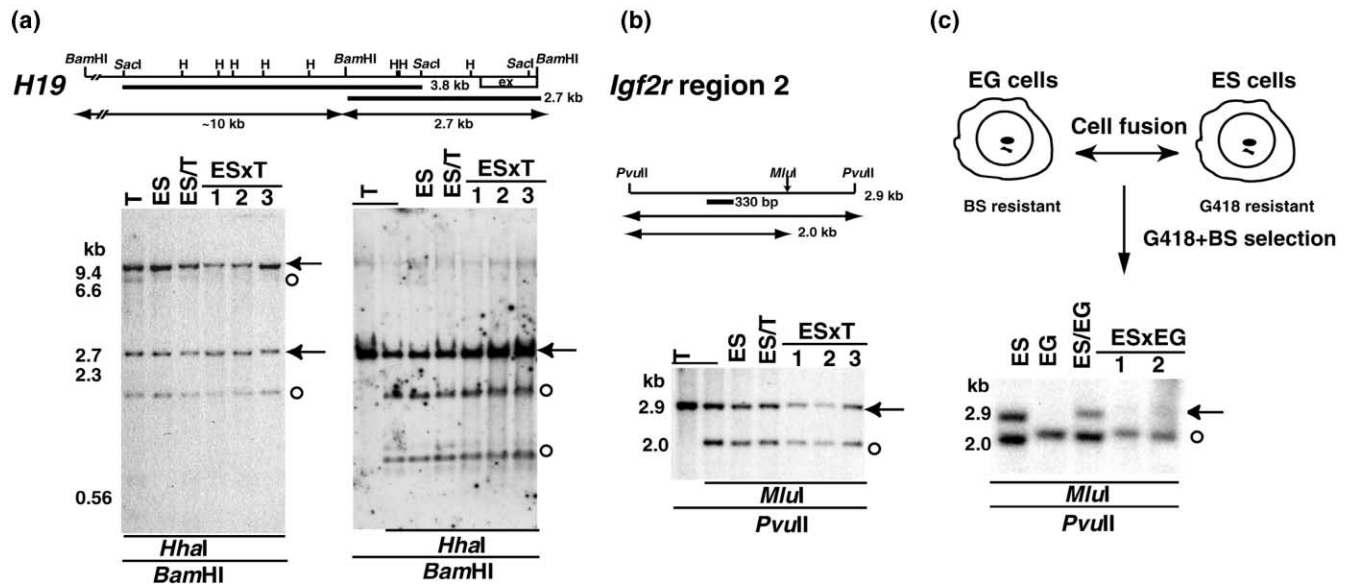 (a)
BamHI SacI H H H H H BamHI HH SacI H SacI BamHI
H19
ex
3.8 kb
2.7 kb
~10 kb 2.7 kb
T ES ES/T ESxT
1 2 3
kb
9.4
6.6
2.7
2.3
0.56
HhaI
BamHI
T ES ES/T ESxT
1 2 3
HhaI
BamHI
(b)
Igf2r region 2
PvuII MluI PvuII
2.9 kb
330 bp
2.0 kb
T ES ES/T ESxT
1 2 3
kb
2.9
2.0
MluI
PvuII
(c)
EG cells ES cells
Cell fusion
BS resistant G418 resistant
G418+BS selection
ES EG ES/EG ESxEG
1 2
kb
2.9
2.0
MluI
PvuII